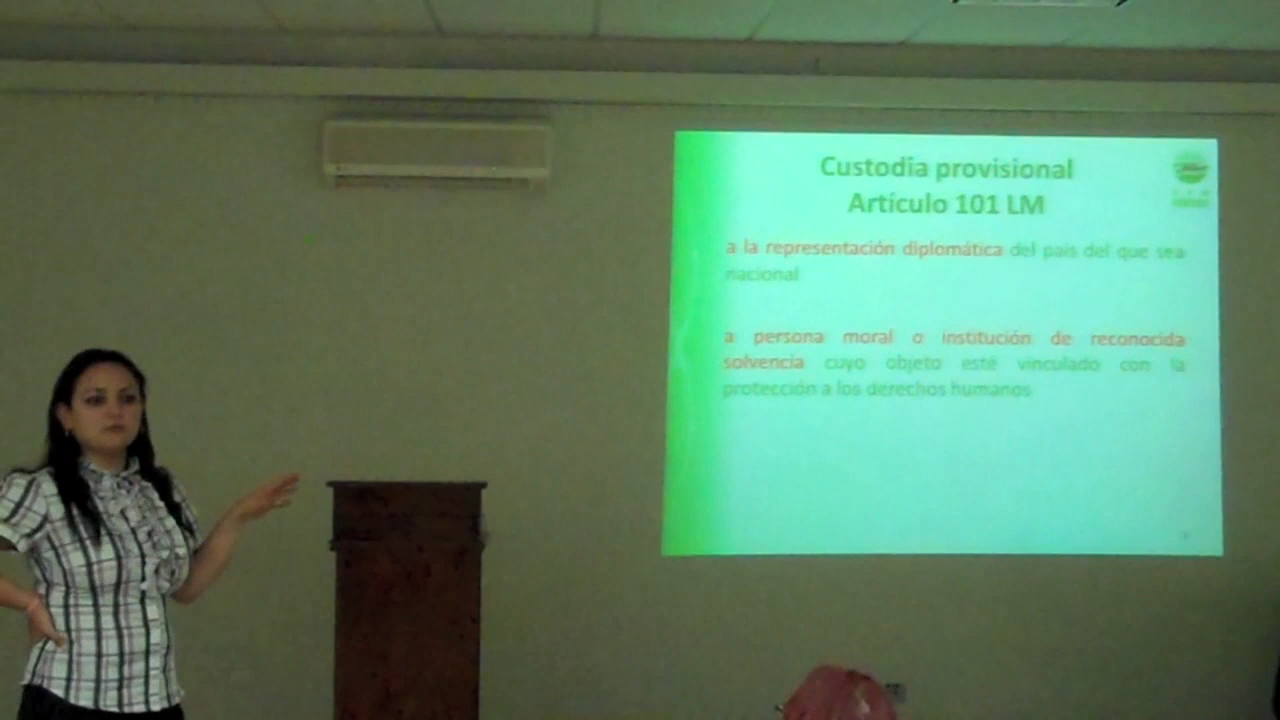 Custodia provisional
Artículo 101 LM
a la representación diplomática del país del que sea
nacional
a persona moral o institución de reconocida
solvencia cuyo objeto esté vinculado con la
protección a los derechos humanos